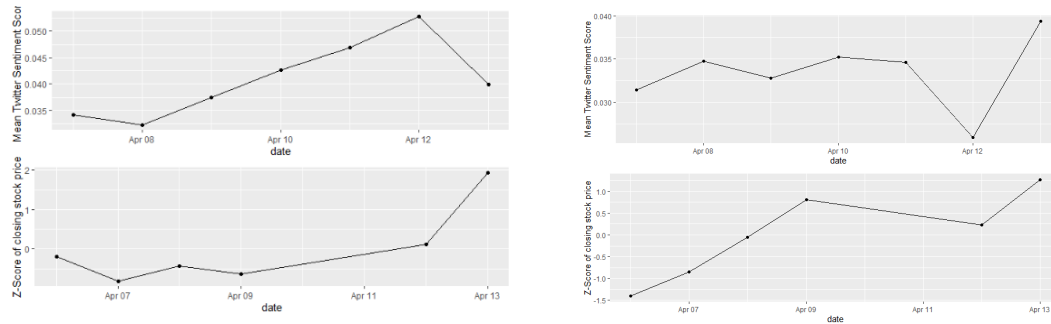 Mean Twitter Sentiment Scor
0.050
0.045
0.040
0.035
Apr 08
Apr 10
Apr 12
date
Z-Score of closing stock price
2
1
0
Apr 07
Apr 09
Apr 11
Apr 13
date
Mean Twitter Sentiment Score
0.040
0.035
0.030
Apr 08
Apr 10
Apr 12
date
Z-Score of closing stock price
1.0
0.5
0.0
-0.5
-1.0
-1.5
Apr 07
Apr 09
Apr 11
Apr 13
date